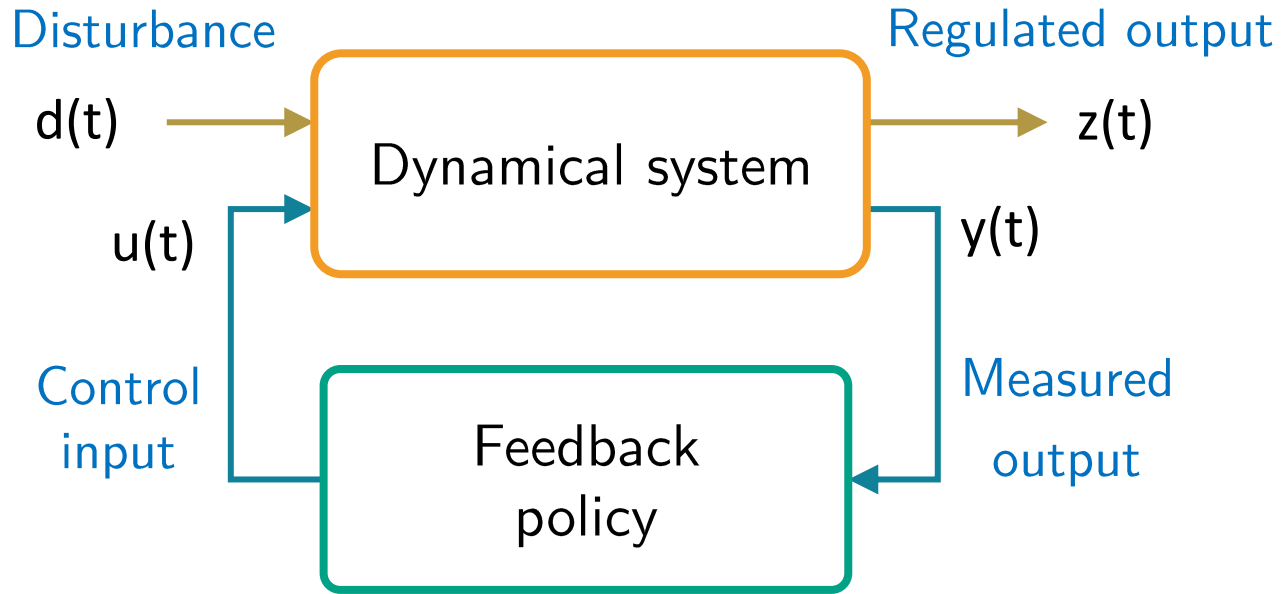 Disturbance
Regulated output
d(t)
Dynamical system
z(t)
u(t)
y(t)
Control
input
Feedback
policy
Measured
output